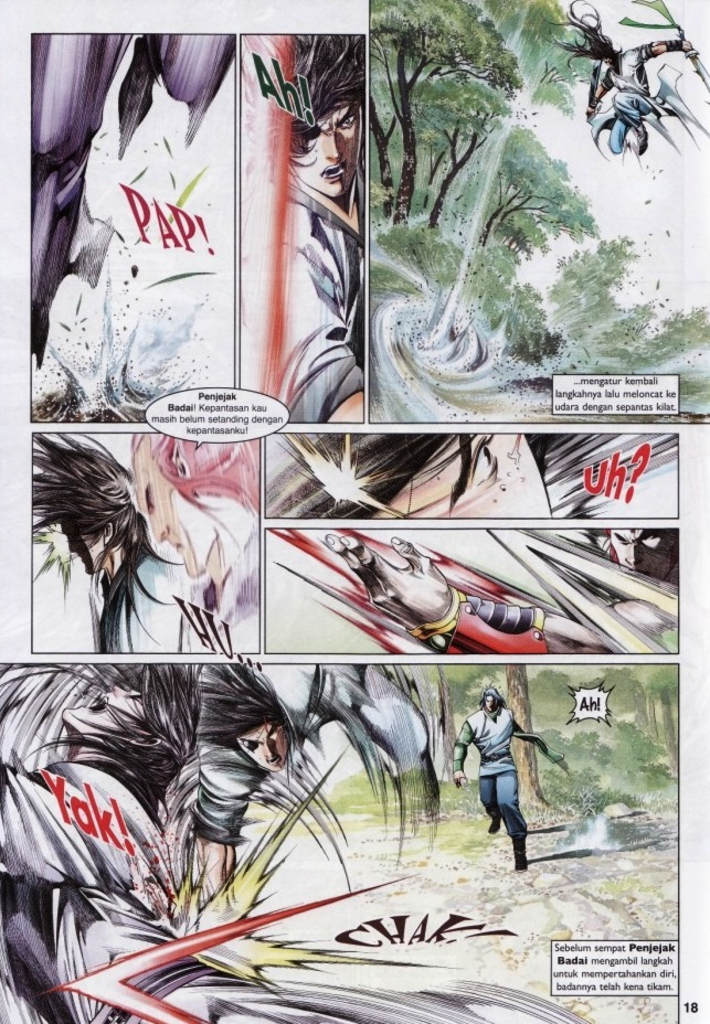 PAP!
Ah!
...mengatur kembali
langkahnya lalu meloncat ke
udara dengan sepantas kilat.
Penjejak
Badai! Kepantasan kau
masih belum setanding dengan
kepantasanku!
HU...
uh?
Yak!
Ah!
CHAK
Sebelum sempat Penjejak
Badai mengambil langkah
untuk mempertahankan diri,
badannya telah kena tikam.
18